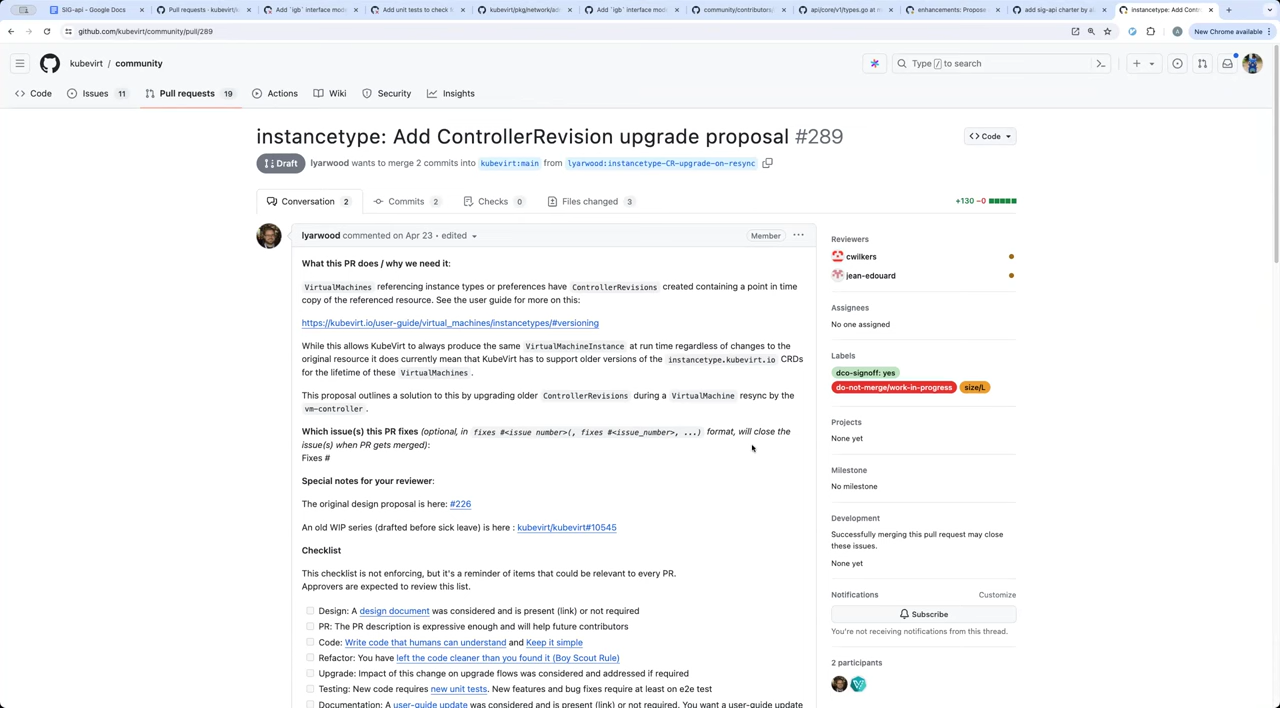 SIG-api - Google Docs
Pull requests · kubevirt/
Add `igb` interface mod
Add unit tests to check t
kubevirt/pkg/network/ad
Add `igb` interface mod
community/contributors
api/core/v1/types.go at m
enhancements: Propose
add sig-api charter by a
instancetype: Add Contr
github.com/kubevirt/community/pull/289
New Chrome available
kubevirt / community
Type / to search
Code
Issues 11
Pull requests 19
Actions
Wiki
Security
Insights
instancetype: Add ControllerRevision upgrade proposal #289
Code
Draft lyarwood wants to merge 2 commits into kubevirt:main from lyarwood:instancetype-CR-upgrade-on-resync
Conversation 2
Commits 2
Checks 0
Files changed 3
+130 −0
lyarwood commented on Apr 23 • edited
Member
What this PR does / why we need it:
VirtualMachines referencing instance types or preferences have ControllerRevisions created containing a point in time
copy of the referenced resource. See the user guide for more on this:
https://kubevirt.io/user-guide/virtual_machines/instancetypes/#versioning
While this allows KubeVirt to always produce the same VirtualMachineInstance at run time regardless of changes to the
original resource it does currently mean that KubeVirt has to support older versions of the instancetype.kubevirt.io CRDs
for the lifetime of these VirtualMachines .
This proposal outlines a solution to this by upgrading older ControllerRevisions during a VirtualMachine resync by the
vm-controller .
Which issue(s) this PR fixes (optional, in fixes #<issue number>(, fixes #<issue_number>, ...) format, will close the
issue(s) when PR gets merged):
Fixes #
Special notes for your reviewer:
The original design proposal is here: #226
An old WIP series (drafted before sick leave) is here : kubevirt/kubevirt#10545
Checklist
This checklist is not enforcing, but it's a reminder of items that could be relevant to every PR.
Approvers are expected to review this list.
Design: A design document was considered and is present (link) or not required
PR: The PR description is expressive enough and will help future contributors
Code: Write code that humans can understand and Keep it simple
Refactor: You have left the code cleaner than you found it (Boy Scout Rule)
Upgrade: Impact of this change on upgrade flows was considered and addressed if required
Testing: New code requires new unit tests. New features and bug fixes require at least on e2e test
Documentation: A user-guide update was considered and is present (link) or not required. You want a user-guide update
Reviewers
cwilkers
jean-edouard
Assignees
No one assigned
Labels
dco-signoff: yes
do-not-merge/work-in-progress size/L
Projects
None yet
Milestone
No milestone
Development
Successfully merging this pull request may close
these issues.
None yet
Notifications
Customize
Subscribe
You're not receiving notifications from this thread.
2 participants